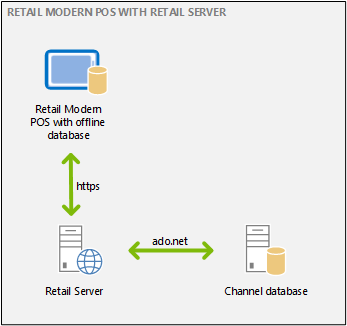 RETAIL MODERN POS WITH RETAIL SERVER
Retail Modern
POS with offline
database
https
ado.net
Retail Server
Channel database